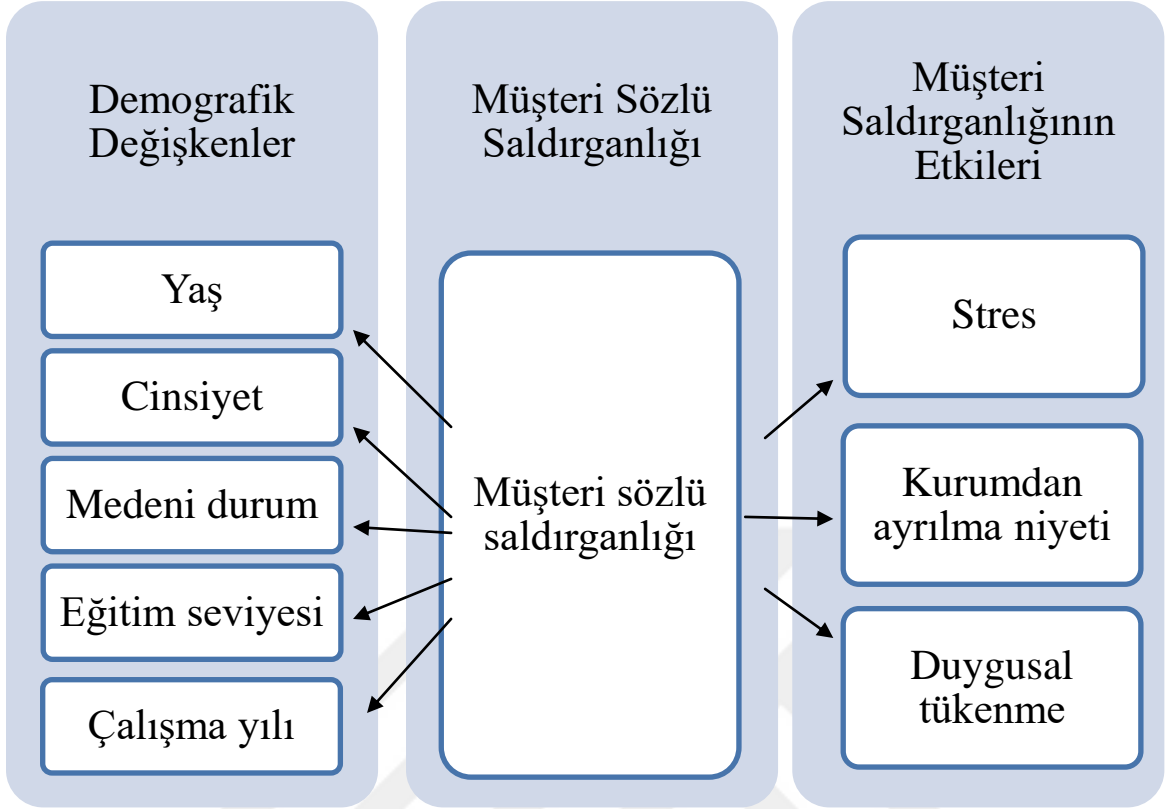 Demografik
Değişkenler
Yaş
Cinsiyet
Medeni durum
Eğitim seviyesi
Çalışma yılı
Müşteri Sözlü
Saldırganlığı
Müşteri sözlü
saldırganlığı
Müşteri
Saldırganlığının
Etkileri
Stres
Kurumdan
ayrılma niyeti
Duygusal
tükenme